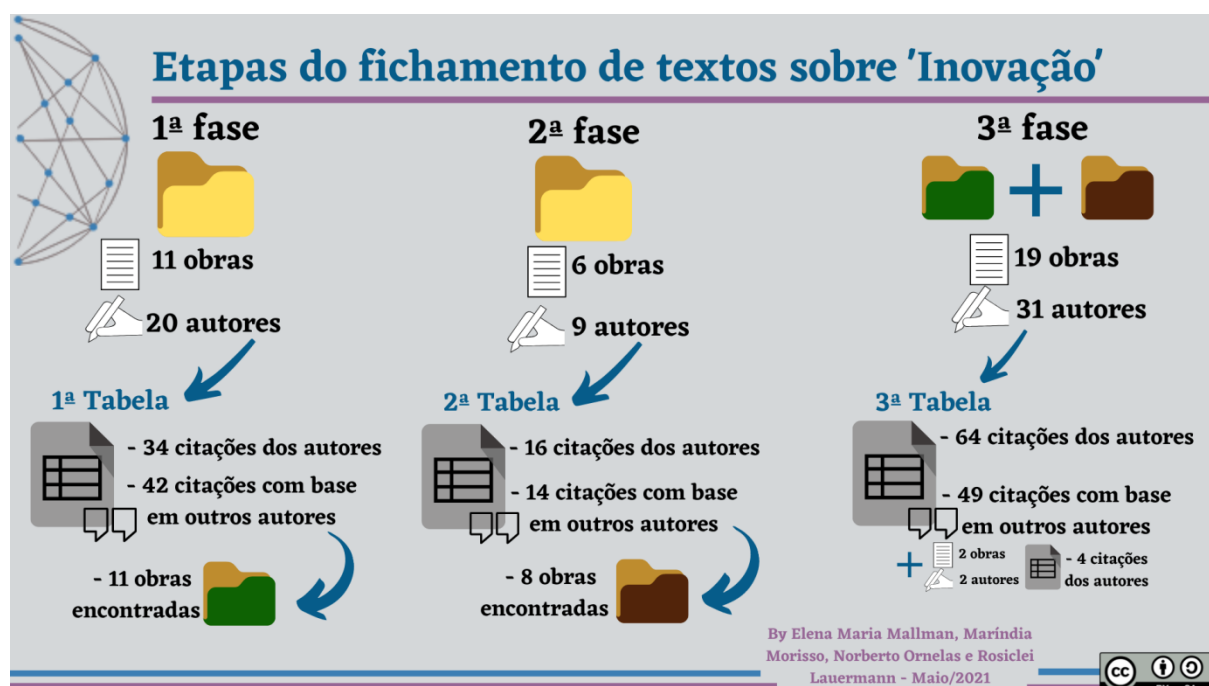 Etapas do fichamento de textos sobre 'Inovação'
1ª fase
11 obras
20 autores
1ª Tabela
- 34 citações dos autores
- 42 citações com base
em outros autores
- 11 obras
encontradas
2ª fase
6 obras
9 autores
2ª Tabela
- 16 citações dos autores
- 14 citações com base
em outros autores
- 8 obras
encontradas
3ª fase
19 obras
31 autores
3ª Tabela
- 64 citações dos autores
- 49 citações com base
em outros autores
2 obras
2 autores
- 4 citações
dos autores
By Elena Maria Mallman, Maríndia
Morisso, Norberto Ornelas e Rosiclei
Lauermann - Maio/2021
cc